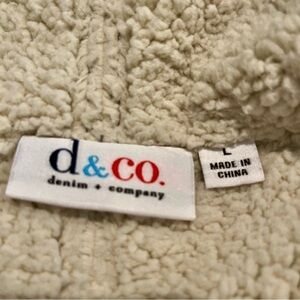 d&co.
denim + company
L
MADE IN
CHINA